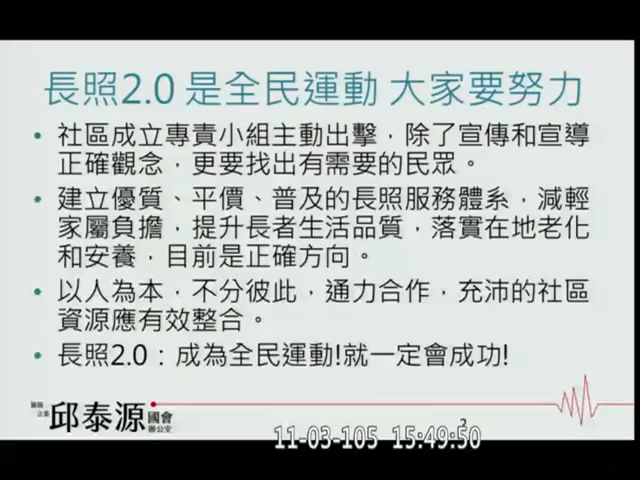 長照2.0 是全民運動 大家要努力
• 社區成立專責小組主動出擊，除了宣傳和宣導
正確觀念，更要找出有需要的民眾。
• 建立優質、平價、普及的長照服務體系，減輕
家屬負擔，提升長者生活品質，落實在地老化
和安養，目前是正確方向。
• 以人為本，不分彼此，通力合作，充沛的社區
資源應有效整合。
• 長照2.0：成為全民運動!就一定會成功!
邱泰源 國會
辦公室
2
11-03-105 15:49:50